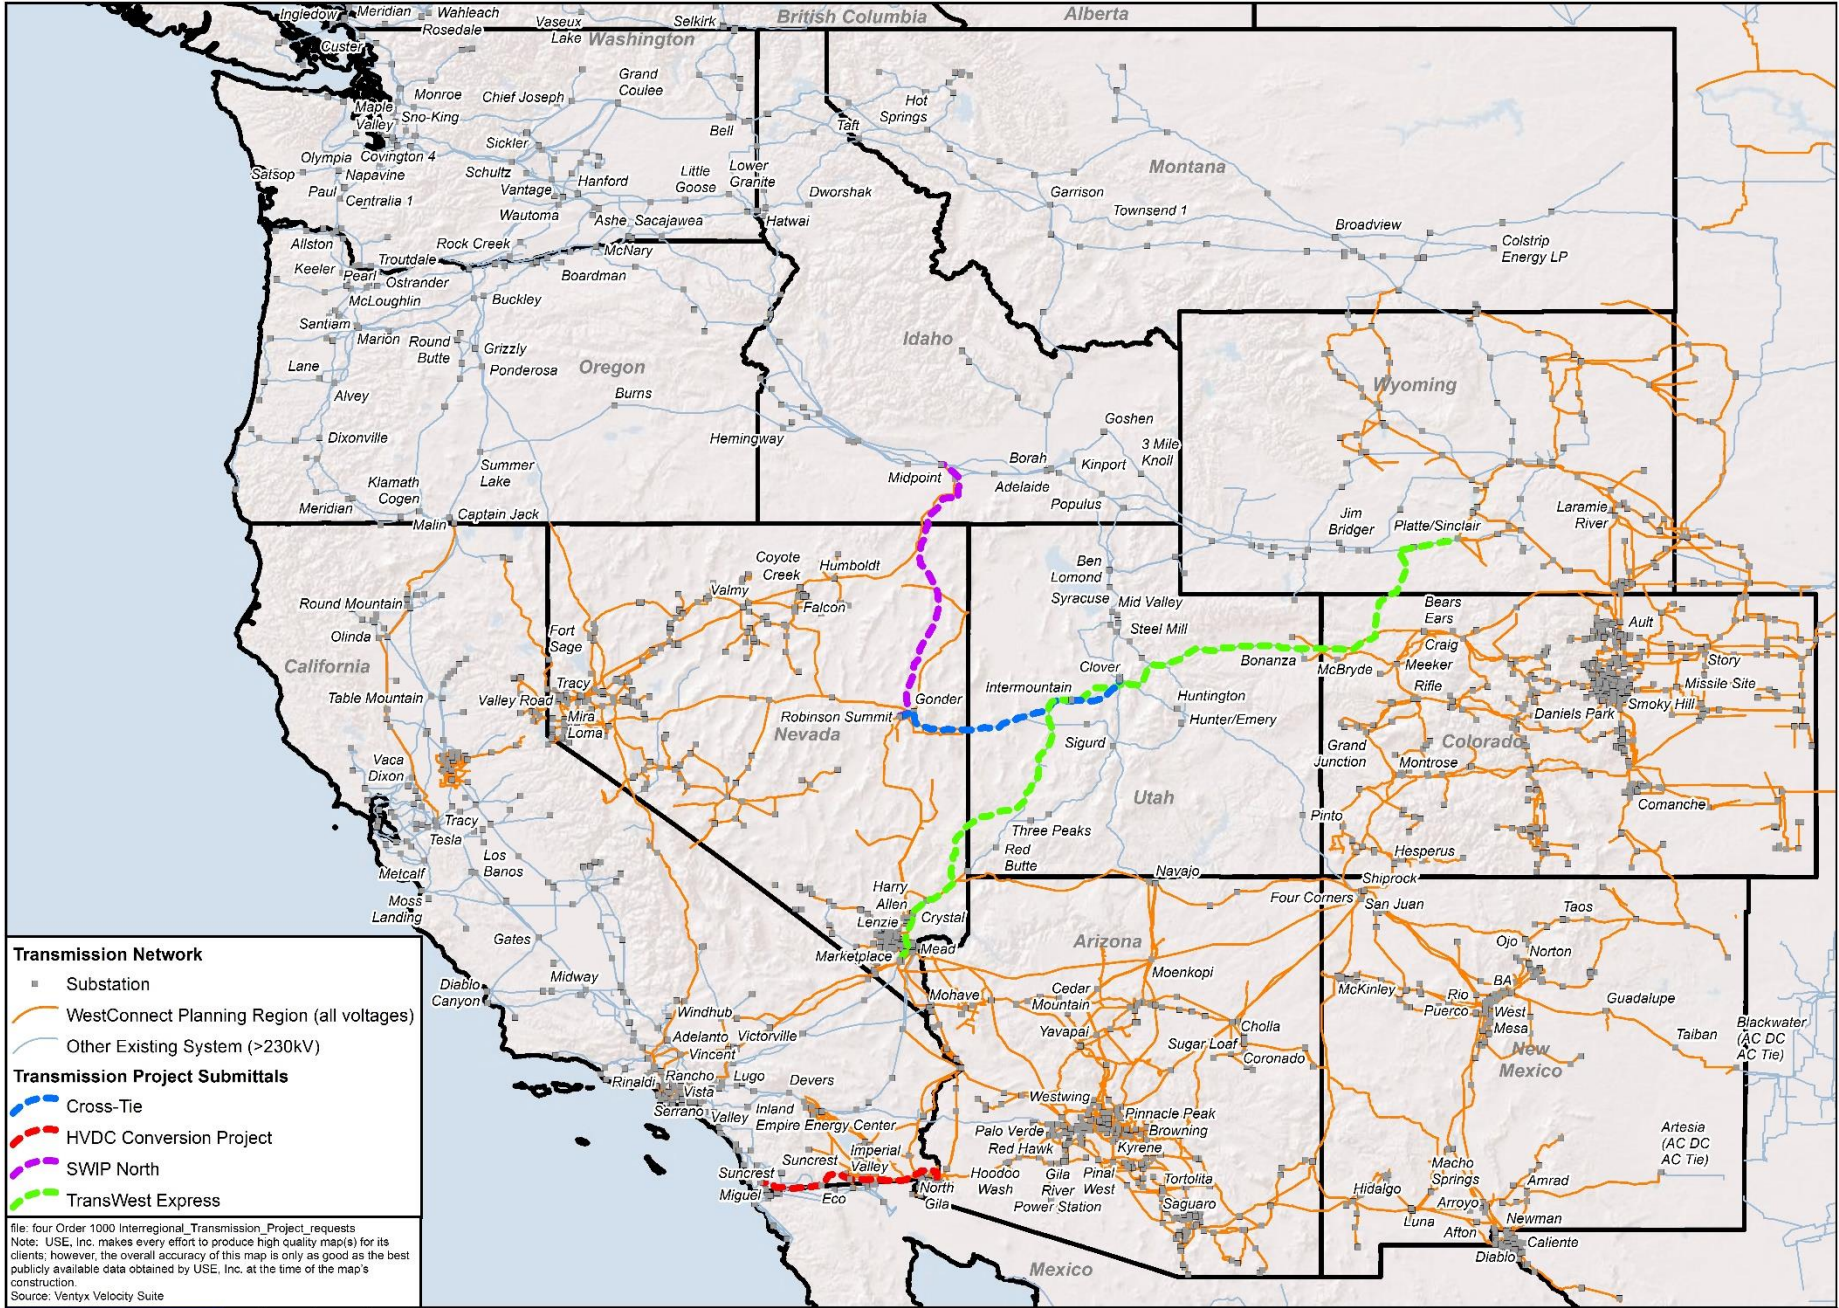 Ingledow
Meridian
Wahleach
Rosedale
Vaseux
Lake
Selkirk
British Columbia
Alberta
Custer
Washington
Grand
Coulee
Monroe
Chief Joseph
Maple
Valley
Sno-King
Hot
Springs
Taft
Bell
Sickler
Olympia
Covington 4
Satsop
Napavine
Schultz
Little
Goose
Lower
Granite
Montana
Paul
Centralia 1
Vantage
Hanford
Dworshak
Garrison
Wautoma
Ashe
Sacajawea
Hatwai
Townsend 1
Broadview
Allston
Rock Creek
McNary
Colstrip
Energy LP
Keeler
Pearl
Troutdale
Ostrander
Boardman
McLoughlin
Buckley
Santiam
Marion
Round
Butte
Grizzly
Idaho
Lane
Ponderosa
Oregon
Wyoming
Alvey
Burns
Goshen
Dixonville
Hemingway
3 Mile
Knoll
Summer
Lake
Borah
Kinport
Klamath
Cogen
Midpoint
Adelaide
Meridian
Populus
Jim
Bridger
Laramie
River
Malin
Captain Jack
Platte/Sinclair
Coyote
Creek
Humboldt
Ben
Lomond
Valmy
Falcon
Syracuse
Mid Valley
Bears
Ears
Round Mountain
Steel Mill
Ault
Olinda
Fort
Sage
Craig
California
Clover
Bonanza
McBryde
Meeker
Story
Table Mountain
Valley Road
Tracy
Gonder
Intermountain
Huntington
Rifle
Missile Site
Mira
Loma
Robinson Summit
Nevada
Hunter/Emery
Daniels Park
Smoky Hill
Sigurd
Grand
Junction
Colorado
Montrose
Vaca
Dixon
Utah
Comanche
Tracy
Tesla
Three Peaks
Pinto
Red
Butte
Hesperus
Los
Banos
Metcalf
Navajo
Shiprock
Moss
Landing
Harry
Allen
Four Corners
San Juan
Lenzie
Crystal
Taos
Gates
Marketplace
Mead
Arizona
Ojo
Norton
Diablo
Canyon
Midway
Moenkopi
BA
Mohave
Cedar
Mountain
McKinley
Rio
Puerco
Guadalupe
Windhub
West
Mesa
Yavapai
Cholla
Taiban
Blackwater
(AC DC
AC Tie)
Adelanto
Victorville
Sugar Loaf
Coronado
New
Mexico
Vincent
Rinaldi
Rancho
Vista
Lugo
Devers
Serrano
Valley
Inland
Empire Energy Center
Westwing
Pinnacle Peak
Palo Verde
Browning
Artesia
(AC DC
AC Tie)
Red Hawk
Kyrene
Imperial
Valley
Suncrest
Suncrest
Hoodoo
Wash
Gila
River
Power Station
Pinal
West
Tortolita
Macho
Springs
Miguel
Eco
North
Gila
Saguaro
Hidalgo
Amrad
Arroyo
Luna
Newman
Afton
Caliente
Diablo
Mexico
Transmission Network
Substation
WestConnect Planning Region (all voltages)
Other Existing System (>230kV)
Transmission Project Submittals
Cross-Tie
HVDC Conversion Project
SWIP North
TransWest Express
file: four Order 1000 Interregional_Transmission_Project_requests
Note: USE, Inc. makes every effort to produce high quality map(s) for its
clients; however, the overall accuracy of this map is only as good as the best
publicly available data obtained by USE, Inc. at the time of the map's
construction.
Source: Ventyx Velocity Suite